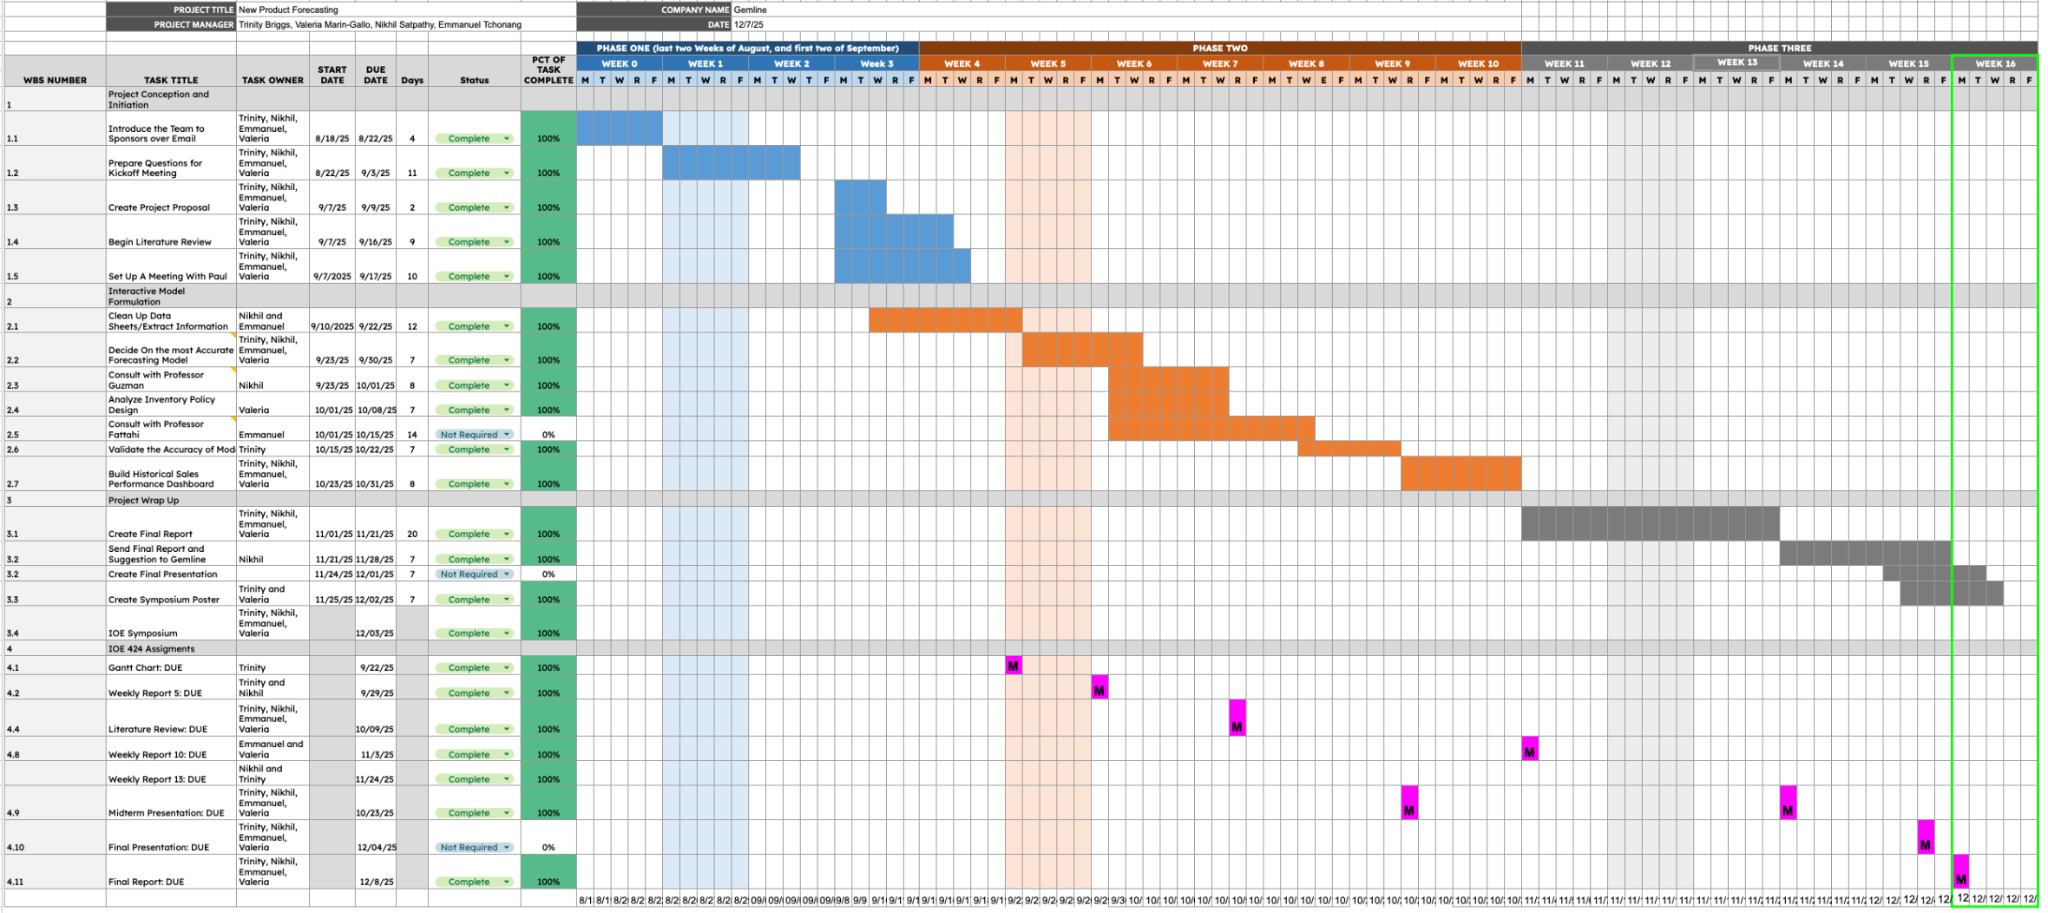 PROJECT TITLE New Product Forecasting COMPANY NAME Gemline
PROJECT MANAGER Trinity Briggs, Valeria Marin-Gallo, Nikhil Satpathy, Emmanuel Tchonang DATE 12/7/25
PHASE ONE (last two Weeks of August, and first two of September) PHASE TWO PHASE THREE
WBS NUMBER TASK TITLE TASK OWNER START DATE DUE DATE Days Status PCT OF TASK COMPLETE
WEEK 0 WEEK 1 WEEK 2 Week 3 WEEK 4 WEEK 5 WEEK 6 WEEK 7 WEEK 8 WEEK 9 WEEK 10 WEEK 11 WEEK 12 WEEK 13 WEEK 14 WEEK 15 WEEK 16
M T W R F M T W R F M T W T F M T W R F M T W R F M T W R F M T W R F M T W R F M T W E F M T W R F M T W R F M T W R F M T W R F M T W R F M T W R F M T W R F M T W R F
1 Project Conception and Initiation
1.1 Introduce the Team to Sponsors over Email Trinity, Nikhil, Emmanuel, Valeria 8/18/25 8/22/25 4 Complete 100%
1.2 Prepare Questions for Kickoff Meeting Trinity, Nikhil, Emmanuel, Valeria 8/22/25 9/3/25 11 Complete 100%
1.3 Create Project Proposal Trinity, Nikhil, Emmanuel, Valeria 9/7/25 9/9/25 2 Complete 100%
1.4 Begin Literature Review Trinity, Nikhil, Emmanuel, Valeria 9/7/25 9/16/25 9 Complete 100%
1.5 Set Up A Meeting With Paul Trinity, Nikhil, Emmanuel, Valeria 9/7/2025 9/17/25 10 Complete 100%
2 Interactive Model Formulation
2.1 Clean Up Data Sheets/Extract Information Nikhil and Emmanuel 9/10/2025 9/22/25 12 Complete 100%
2.2 Decide On the most Accurate Forecasting Model Trinity, Nikhil, Emmanuel, Valeria 9/23/25 9/30/25 7 Complete 100%
2.3 Consult with Professor Guzman Nikhil 9/23/25 10/01/25 8 Complete 100%
2.4 Analyze Inventory Policy Design Valeria 10/01/25 10/08/25 7 Complete 100%
2.5 Consult with Professor Fattahi Emmanuel 10/01/25 10/15/25 14 Not Required 0%
2.6 Validate the Accuracy of Mod Trinity 10/15/25 10/22/25 7 Complete 100%
2.7 Build Historical Sales Performance Dashboard Trinity, Nikhil, Emmanuel, Valeria 10/23/25 10/31/25 8 Complete 100%
3 Project Wrap Up
3.1 Create Final Report Trinity, Nikhil, Emmanuel, Valeria 11/01/25 11/21/25 20 Complete 100%
3.2 Send Final Report and Suggestion to Gemline Nikhil 11/21/25 11/28/25 7 Complete 100%
3.2 Create Final Presentation 11/24/25 12/01/25 7 Not Required 0%
3.3 Create Symposium Poster Trinity and Valeria 11/25/25 12/02/25 7 Complete 100%
3.4 IOE Symposium Trinity, Nikhil, Emmanuel, Valeria 12/03/25 Complete 100%
4 IOE 424 Assigments
4.1 Gantt Chart: DUE Trinity 9/22/25 Complete 100% M
4.2 Weekly Report 5: DUE Trinity and Nikhil 9/29/25 Complete 100% M
4.4 Literature Review: DUE Trinity, Nikhil, Emmanuel, Valeria 10/09/25 Complete 100% M
4.8 Weekly Report 10: DUE Emmanuel and Valeria 11/3/25 Complete 100% M
Weekly Report 13: DUE Nikhil and Trinity 11/24/25 Complete 100%
4.9 Midterm Presentation: DUE Trinity, Nikhil, Emmanuel, Valeria 10/23/25 Complete 100% M M
4.10 Final Presentation: DUE Trinity, Nikhil, Emmanuel, Valeria 12/04/25 Not Required 0% M
4.11 Final Report: DUE Trinity, Nikhil, Emmanuel, Valeria 12/8/25 Complete 100% M